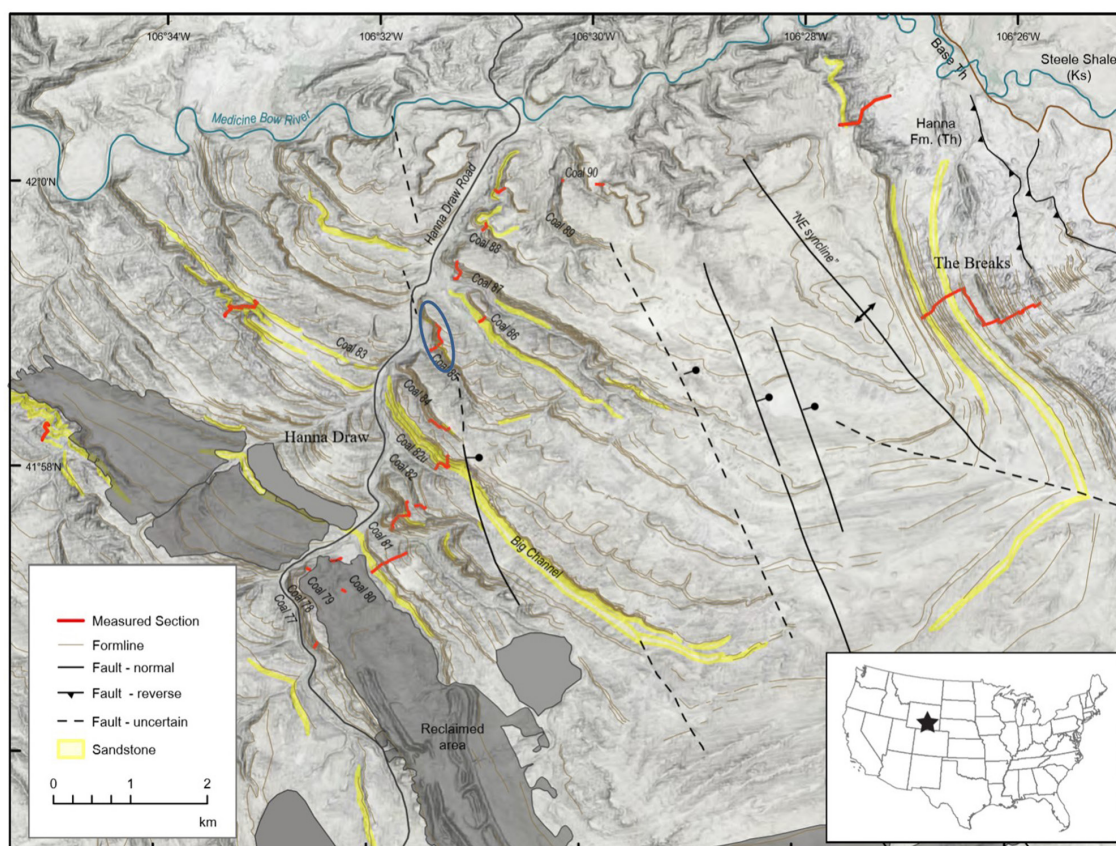 106°34'W
106°32'W
106°30'W
106°28'W
106°26'W
Base Th
Steele Shale
(Ks)
Medicine Bow River
Hanna
Fm. (Th)
42°0'N
Hanna Draw Road
Coal 90
Coal 89
Coal 88
"NE syncline"
The Breaks
Coal 87
Coal 86
Coal 83
Coal 85
Coal 84
Hanna Draw
Coal 82u
41°58'N
Coal 82
Big Channel
Coal 81
Coal 80
Coal 79
Coal 78
Coal 77
Reclaimed
area
Measured Section
Formline
Fault - normal
Fault - reverse
Fault - uncertain
Sandstone
0 1 2
km